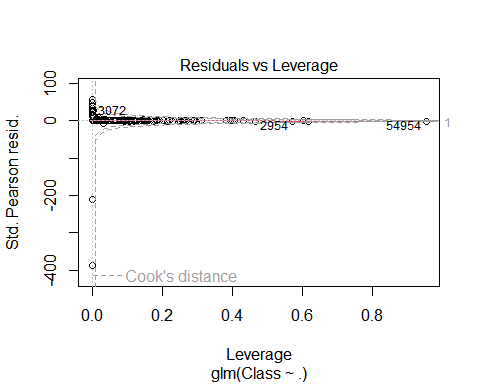 Residuals vs Leverage
Std. Pearson resid.
100
0
-200
-400
3072
2954
54954
1
Cook's distance
0.0 0.2 0.4 0.6 0.8
Leverage
glm(Class ~ .)